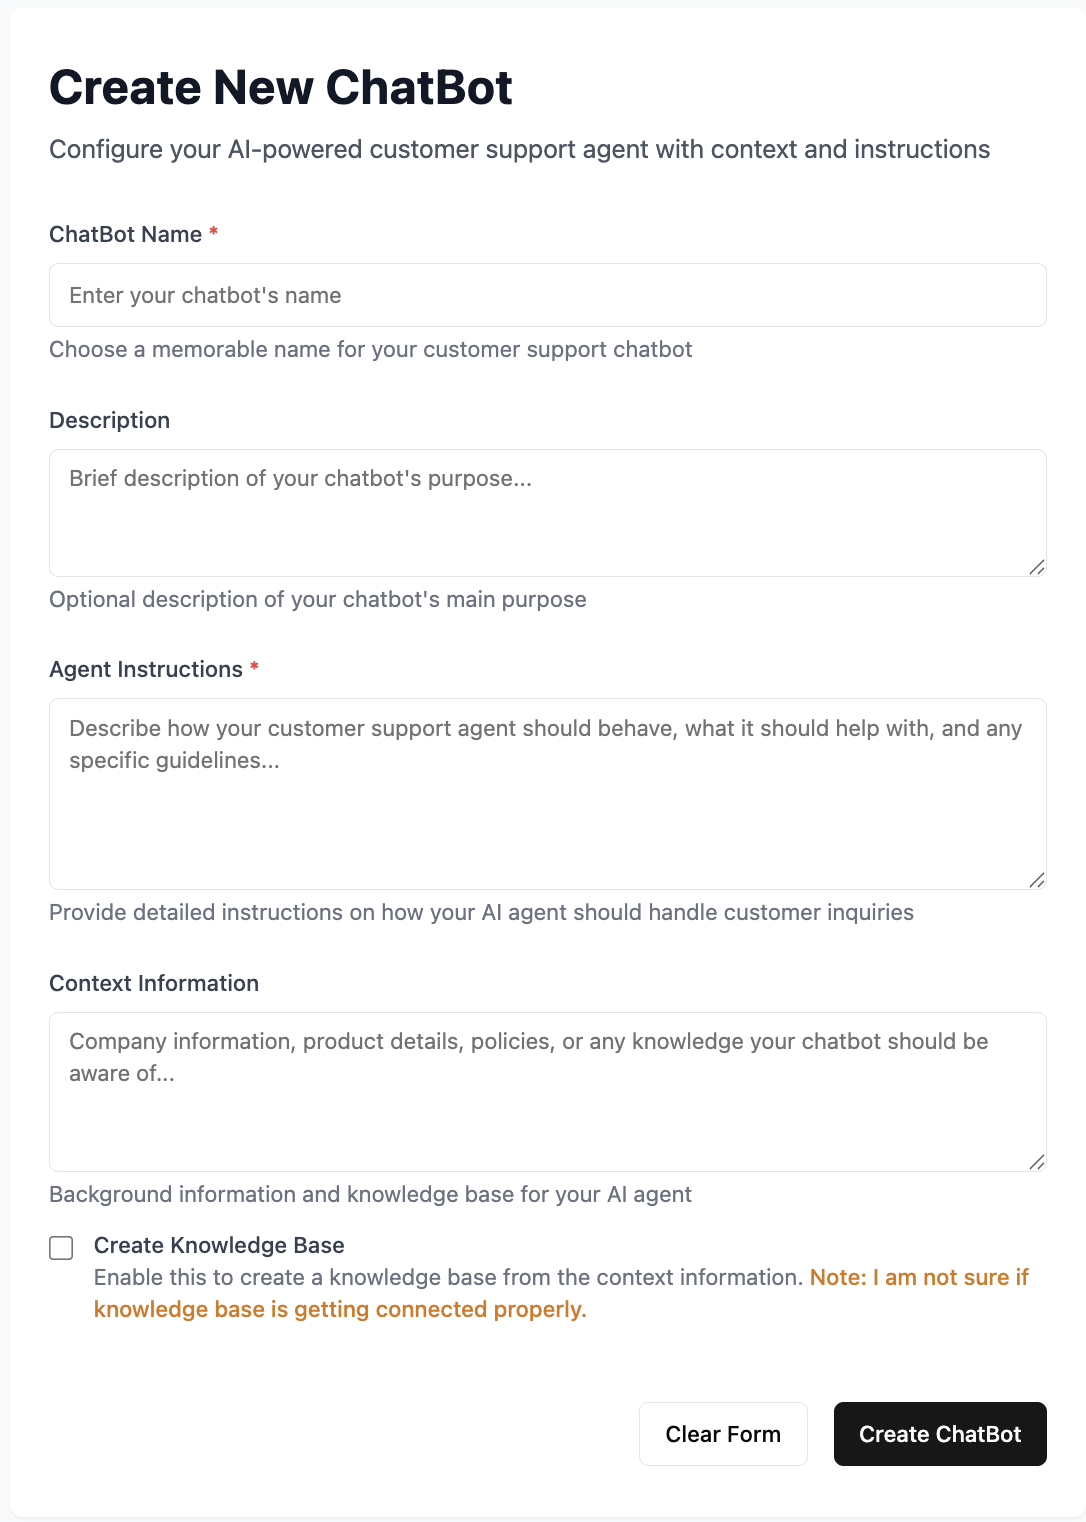 Create New ChatBot
Configure your AI-powered customer support agent with context and instructions
ChatBot Name *
Enter your chatbot's name
Choose a memorable name for your customer support chatbot
Description
Brief description of your chatbot's purpose...
Optional description of your chatbot's main purpose
Agent Instructions *
Describe how your customer support agent should behave, what it should help with, and any
specific guidelines...
Provide detailed instructions on how your AI agent should handle customer inquiries
Context Information
Company information, product details, policies, or any knowledge your chatbot should be
aware of...
Background information and knowledge base for your AI agent
Create Knowledge Base
Enable this to create a knowledge base from the context information. Note: I am not sure if
knowledge base is getting connected properly.
Clear Form
Create ChatBot